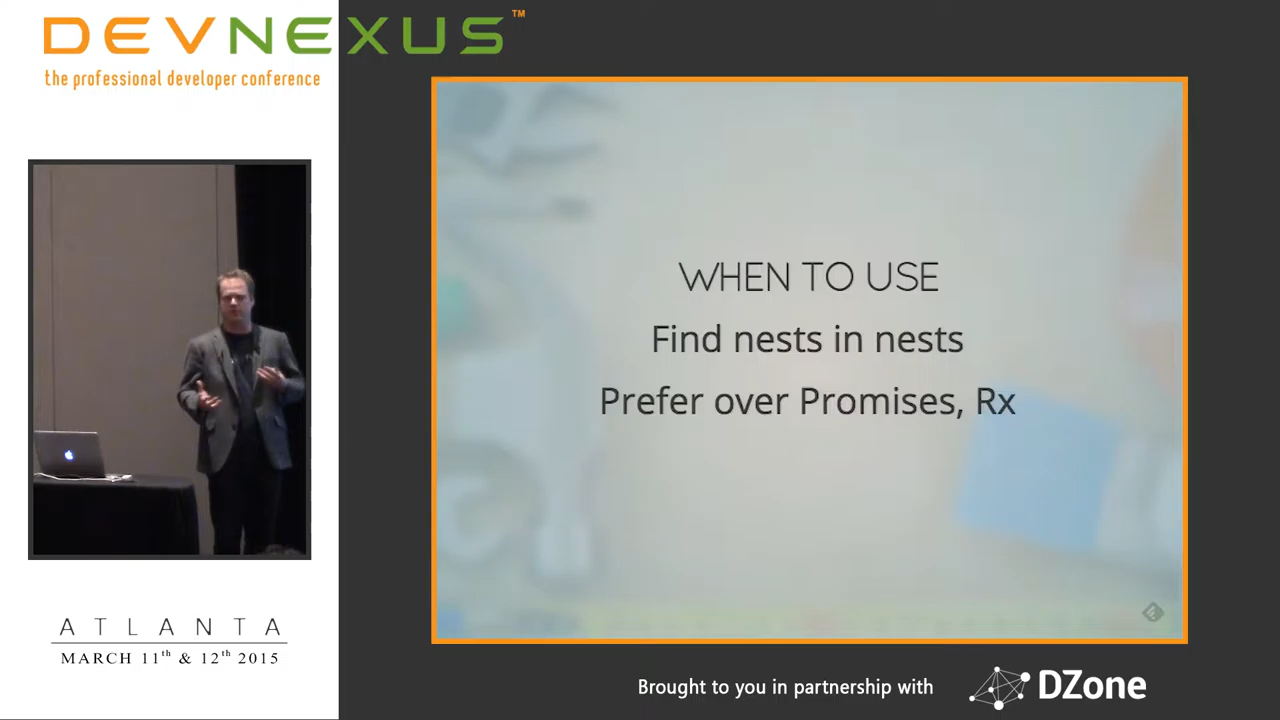 DEVNEXUS™
the professional developer conference
WHEN TO USE
Find nests in nests
Prefer over Promises, Rx
ATLANTA
MARCH 11th & 12th 2015
Brought to you in partnership with
DZone